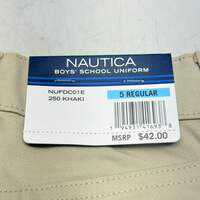 NAUTICA
BOYS' SCHOOL UNIFORM
NUFDC01E
250 KHAKI
5 REGULAR
MSRP $42.00